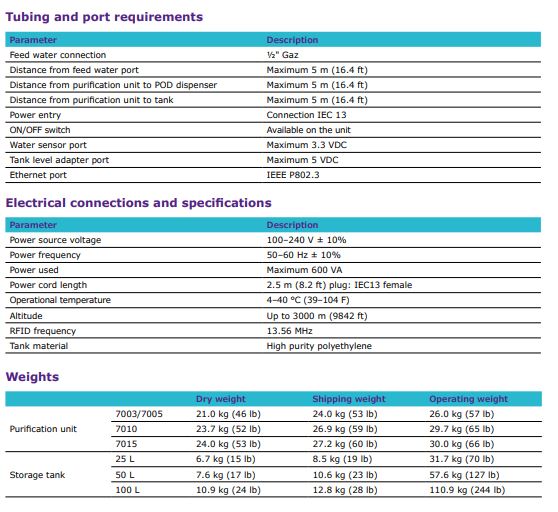 Tubing and port requirements
Parameter Description
Feed water connection ½" Gaz
Distance from feed water port Maximum 5 m (16.4 ft)
Distance from purification unit to POD dispenser Maximum 5 m (16.4 ft)
Distance from purification unit to tank Maximum 5 m (16.4 ft)
Power entry Connection IEC 13
ON/OFF switch Available on the unit
Water sensor port Maximum 3.3 VDC
Tank level adapter port Maximum 5 VDC
Ethernet port IEEE P802.3
Electrical connections and specifications
Parameter Description
Power source voltage 100–240 V ± 10%
Power frequency 50–60 Hz ± 10%
Power used Maximum 600 VA
Power cord length 2.5 m (8.2 ft) plug: IEC13 female
Operational temperature 4–40 °C (39–104 F)
Altitude Up to 3000 m (9842 ft)
RFID frequency 13.56 MHz
Tank material High purity polyethylene
Weights
Dry weight Shipping weight Operating weight
Purification unit
7003/7005 21.0 kg (46 lb) 24.0 kg (53 lb) 26.0 kg (57 lb)
7010 23.7 kg (52 lb) 26.9 kg (59 lb) 29.7 kg (65 lb)
7015 24.0 kg (53 lb) 27.2 kg (60 lb) 30.0 kg (66 lb)
Storage tank
25 L 6.7 kg (15 lb) 8.5 kg (19 lb) 31.7 kg (70 lb)
50 L 7.6 kg (17 lb) 10.6 kg (23 lb) 57.6 kg (127 lb)
100 L 10.9 kg (24 lb) 12.8 kg (28 lb) 110.9 kg (244 lb)